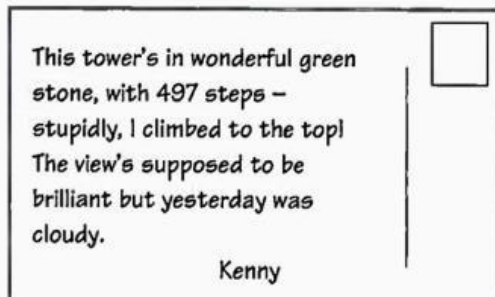 This tower's in wonderful green
stone, with 497 steps –
stupidly, I climbed to the top!
The view's supposed to be
brilliant but yesterday was
cloudy.
Kenny